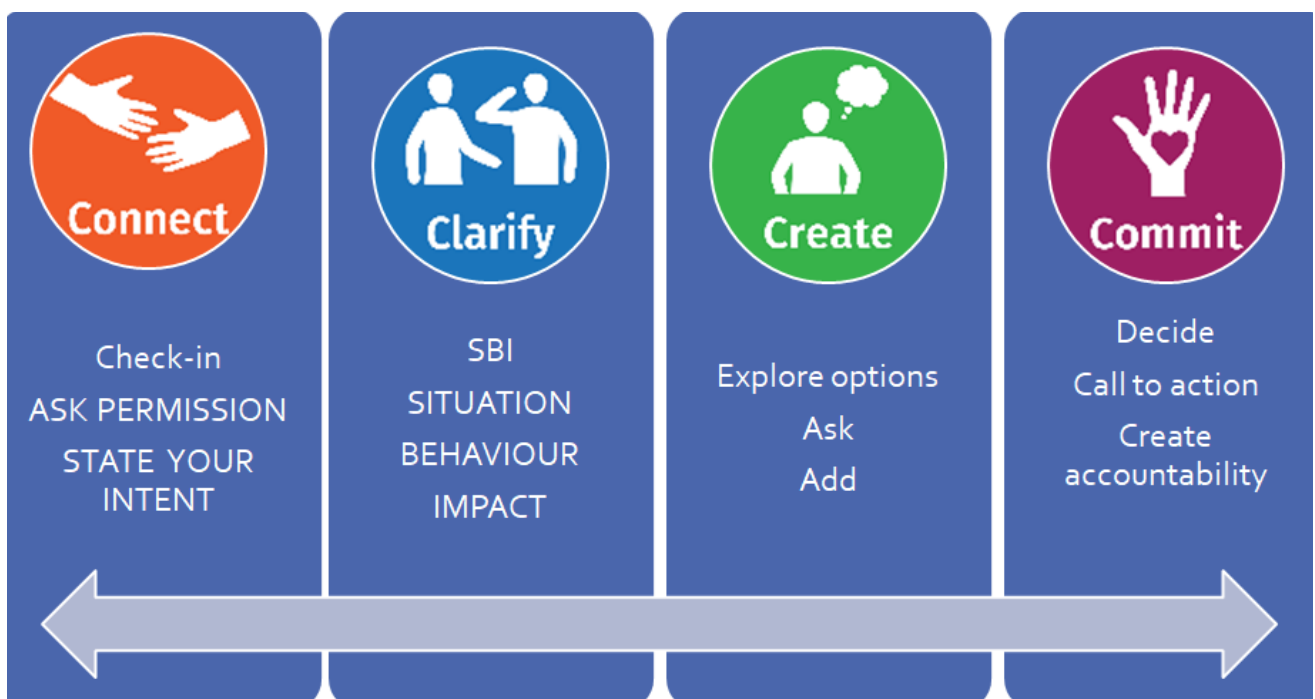 Connect
Check-in
ASK PERMISSION
STATE YOUR
INTENT
Clarify
SBI
SITUATION
BEHAVIOUR
IMPACT
Create
Explore options
Ask
Add
Commit
Decide
Call to action
Create
accountability